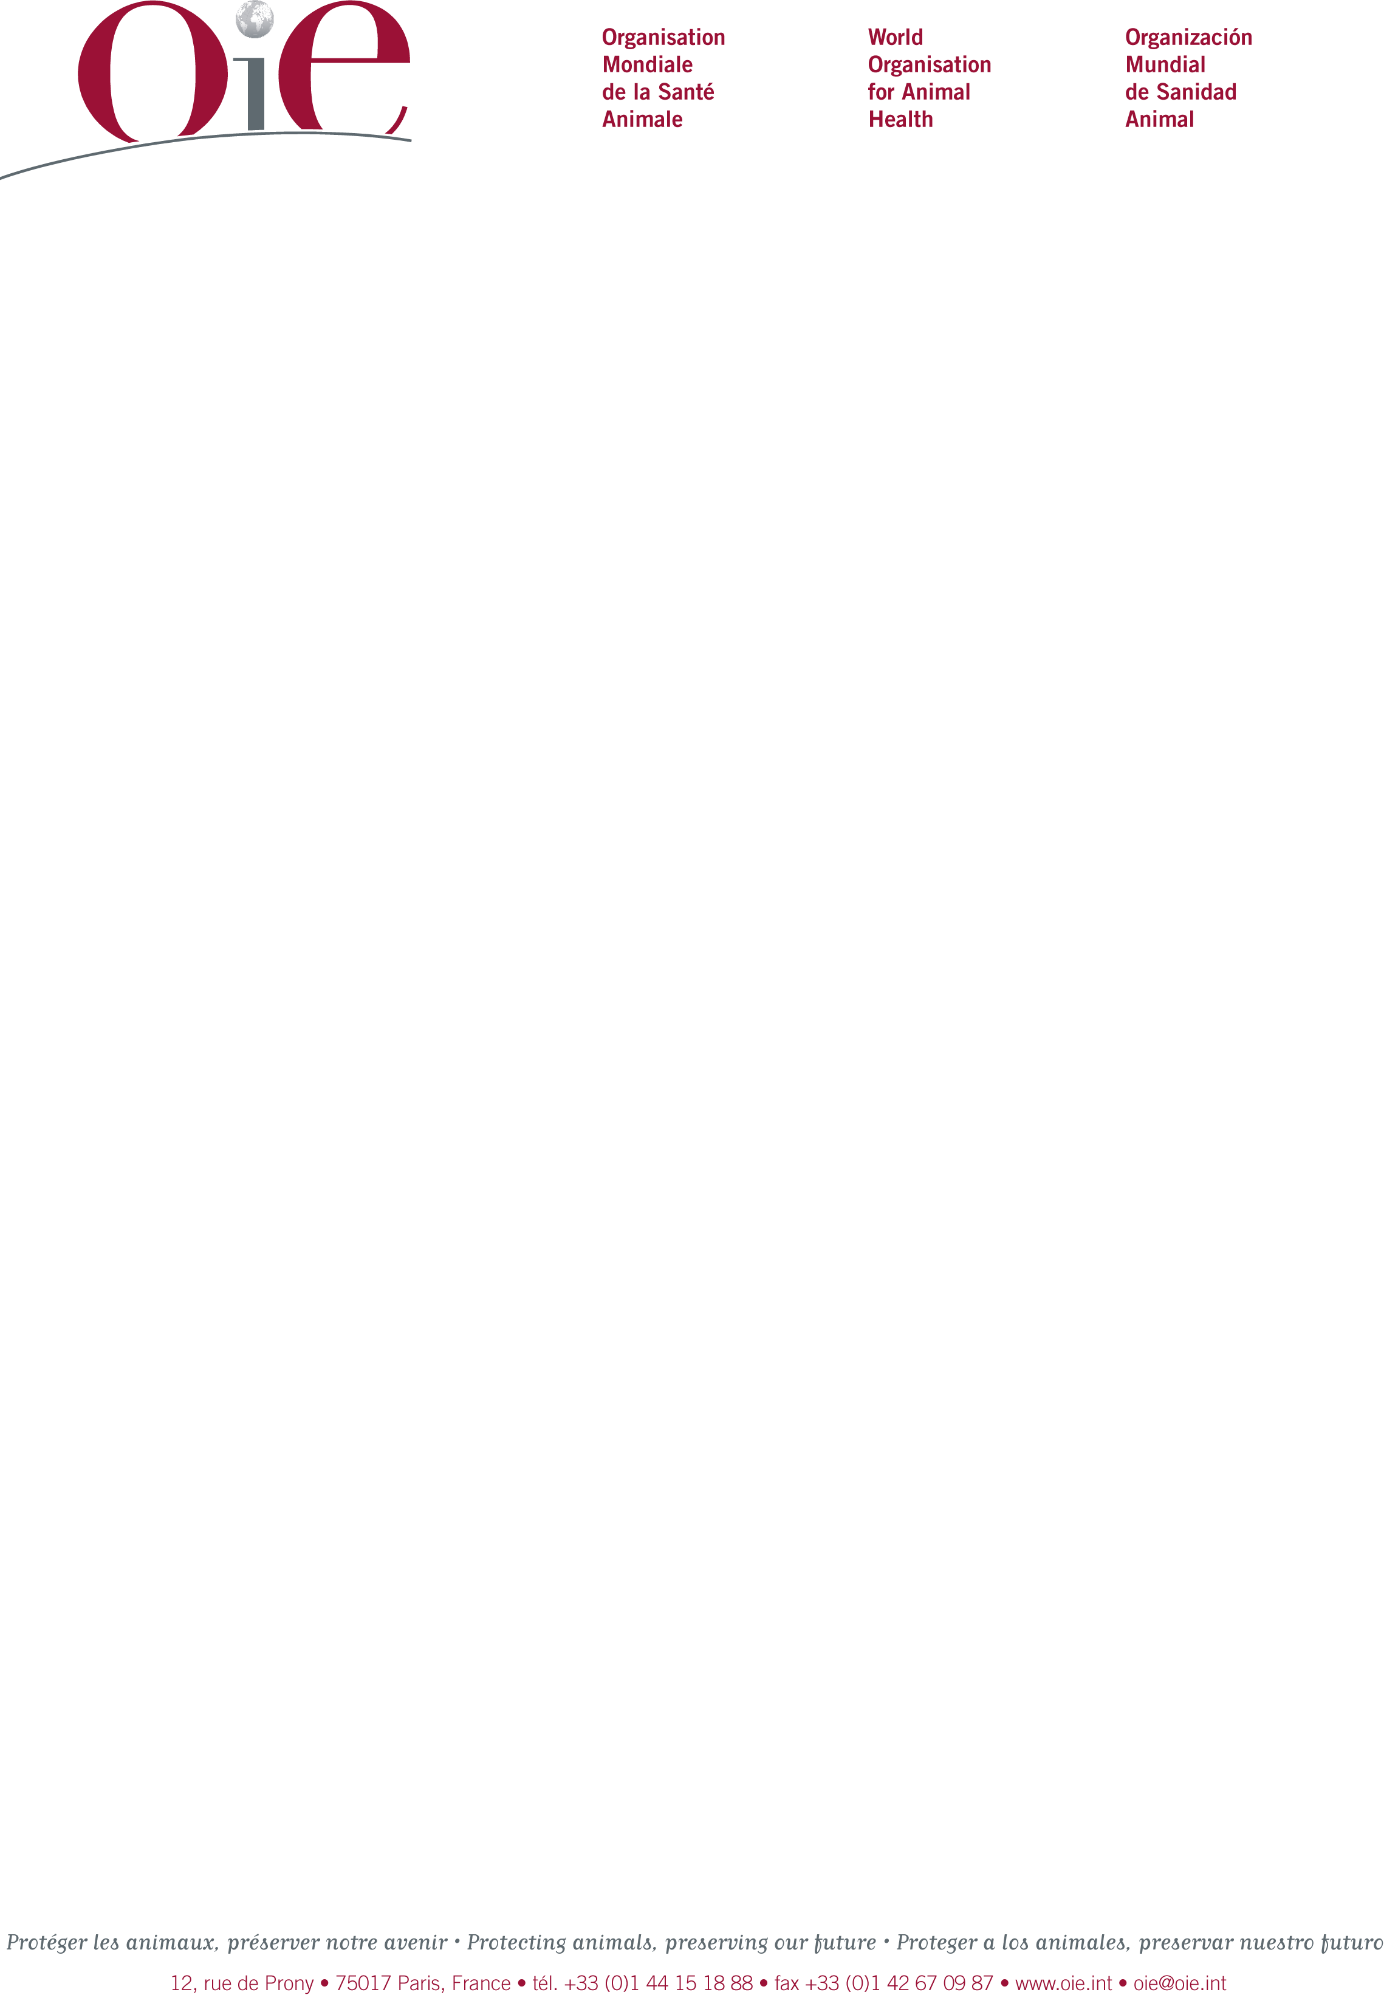 oie
Organisation
Mondiale
de la Santé
Animale
World
Organisation
for Animal
Health
Organización
Mundial
de Sanidad
Animal
Protéger les animaux, préserver notre avenir • Protecting animals, preserving our future • Proteger a los animales, preservar nuestro futuro
12, rue de Prony • 75017 Paris, France • tél. +33 (0)1 44 15 18 88 • fax +33 (0)1 42 67 09 87 • www.oie.int • oie@oie.int